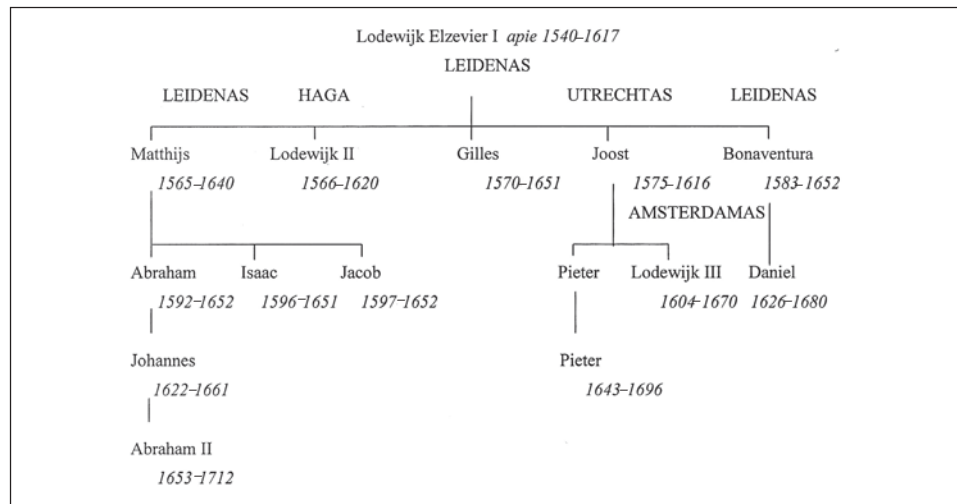 Lodewijk Elzevier I apie 1540–1617
LEIDENAS
LEIDENAS HAGA UTRECHTAS LEIDENAS
Matthijs Lodewijk II Gilles Joost Bonaventura
1565–1640 1566–1620 1570–1651 1575–1616 1583-1652
AMSTERDAMAS
Abraham Isaac Jacob Pieter Lodewijk III Daniel
1592–1652 1596–1651 1597–1652 1604–1670 1626–1680
Johannes Pieter
1622–1661 1643–1696
Abraham II
1653–1712